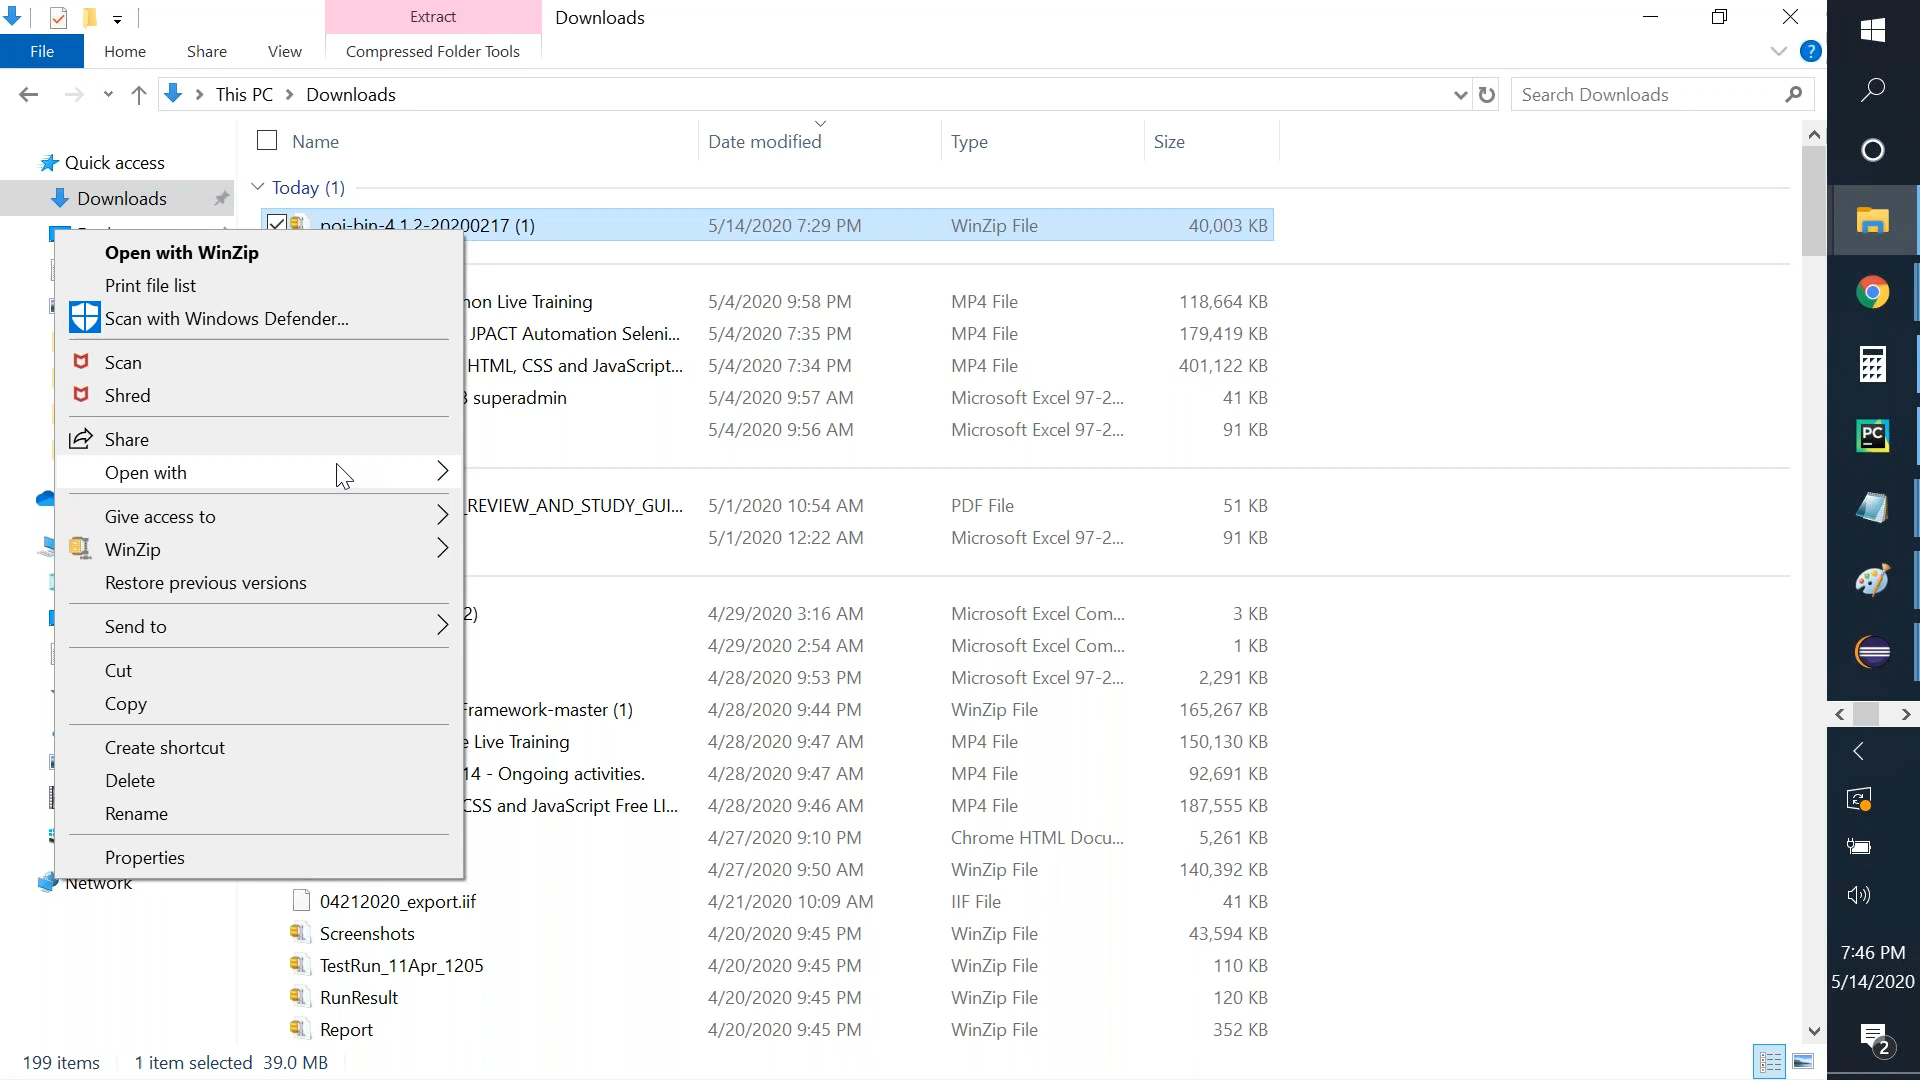 Extract
Downloads
File
Home
Share
View
Compressed Folder Tools
?
This PC
Downloads
Search Downloads
Name
Date modified
Type
Size
Quick access
Downloads
Today (1)
poi-bin-4.1.2-20200217 (1) 5/14/2020 7:29 PM WinZip File 40,003 KB
Open with WinZip
Print file list
Scan with Windows Defender...
Scan
Shred
Share
Open with
Give access to
WinZip
Restore previous versions
Send to
Cut
Copy
Create shortcut
Delete
Rename
Properties
Network
Live Training 5/4/2020 9:58 PM MP4 File 118,664 KB
JPACT Automation Seleni... 5/4/2020 7:35 PM MP4 File 179,419 KB
HTML, CSS and JavaScript... 5/4/2020 7:34 PM MP4 File 401,122 KB
superadmin 5/4/2020 9:57 AM Microsoft Excel 97-2... 41 KB
5/4/2020 9:56 AM Microsoft Excel 97-2... 91 KB
_REVIEW_AND_STUDY_GUI... 5/1/2020 10:54 AM PDF File 51 KB
5/1/2020 12:22 AM Microsoft Excel 97-2... 91 KB
2) 4/29/2020 3:16 AM Microsoft Excel Com... 3 KB
4/29/2020 2:54 AM Microsoft Excel Com... 1 KB
4/28/2020 9:53 PM Microsoft Excel 97-2... 2,291 KB
Framework-master (1) 4/28/2020 9:44 PM WinZip File 165,267 KB
e Live Training 4/28/2020 9:47 AM MP4 File 150,130 KB
14 - Ongoing activities. 4/28/2020 9:47 AM MP4 File 92,691 KB
CSS and JavaScript Free LI... 4/28/2020 9:46 AM MP4 File 187,555 KB
4/27/2020 9:10 PM Chrome HTML Docu... 5,261 KB
4/27/2020 9:50 AM WinZip File 140,392 KB
04212020_export.iif 4/21/2020 10:09 AM IIF File 41 KB
Screenshots 4/20/2020 9:45 PM WinZip File 43,594 KB
TestRun_11Apr_1205 4/20/2020 9:45 PM WinZip File 110 KB
RunResult 4/20/2020 9:45 PM WinZip File 120 KB
Report 4/20/2020 9:45 PM WinZip File 352 KB
199 items
1 item selected 39.0 MB
PC
7:46 PM
5/14/2020
2